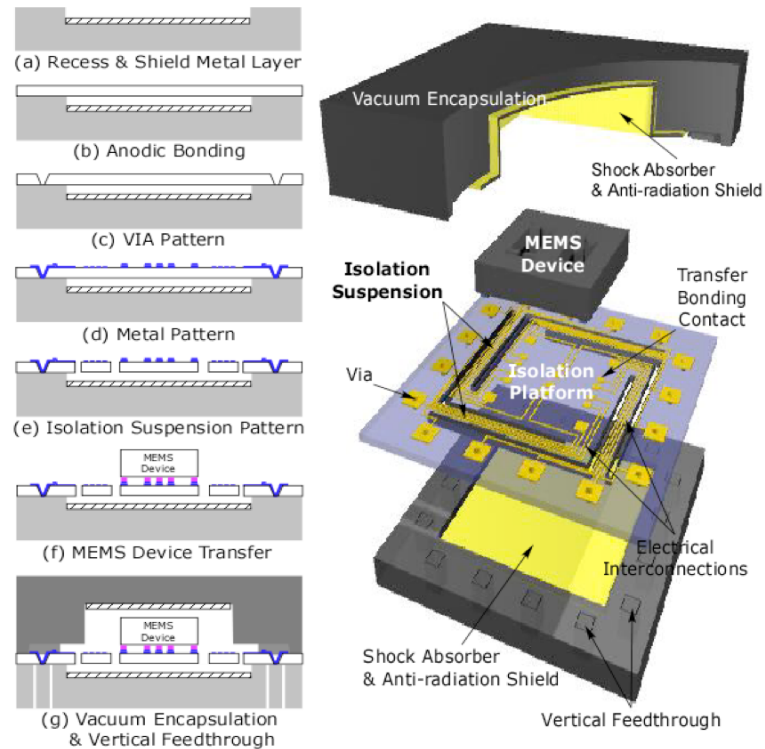 (a) Recess & Shield Metal Layer
(b) Anodic Bonding
(c) VIA Pattern
(d) Metal Pattern
(e) Isolation Suspension Pattern
MEMS
Device
(f) MEMS Device Transfer
MEMS
Device
(g) Vacuum Encapsulation
& Vertical Feedthrough
Vacuum Encapsulation
Shock Absorber
& Anti-radiation Shield
MEMS
Device
Isolation
Suspension
Transfer
Bonding
Contact
Via
Isolation
Platform
Electrical
Interconnections
Shock Absorber
& Anti-radiation Shield
Vertical Feedthrough